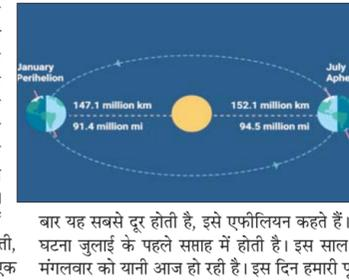 January
Perihelion
July
147.1 million km
152.1 million km
91.4 million mi
94.5 million mi
बार यह सबसे दूर होती है, इसे एफीलियन कहते हैं।
घटना जुलाई के पहले सप्ताह में होती है। इस साल
एक मंगलवार को यानी आज हो रही है। इस दिन हमारी